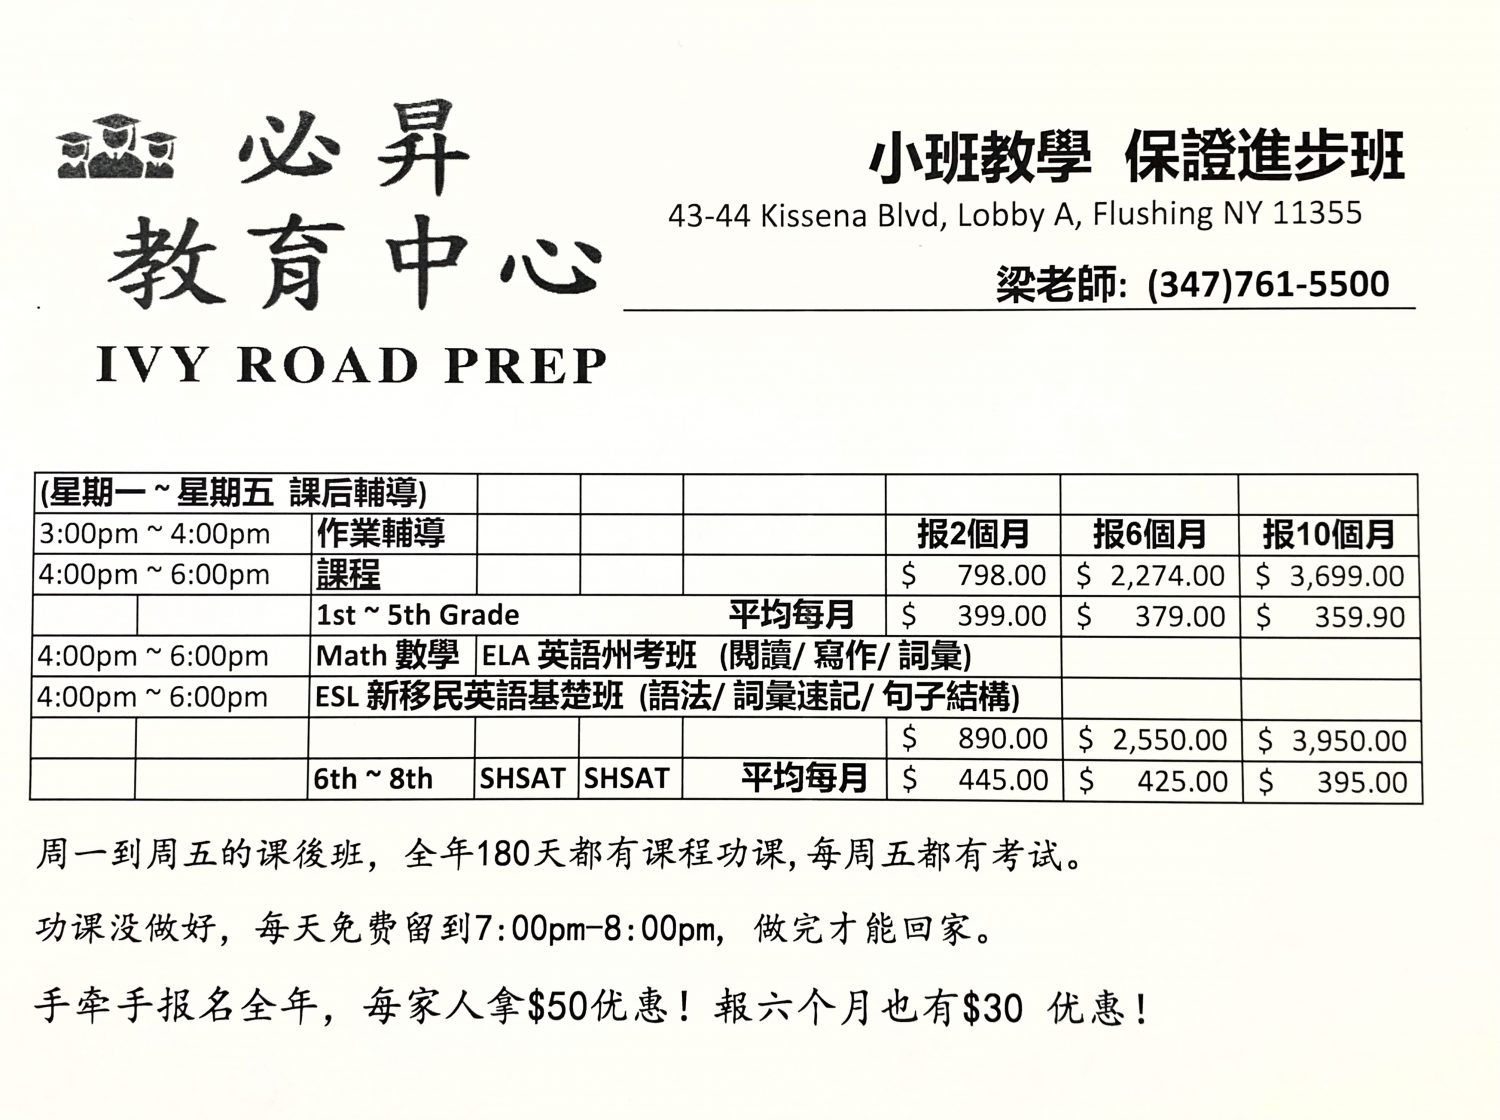 必昇
教育中心
IVY ROAD PREP
小班教學 保證進步班
43-44 Kissena Blvd, Lobby A, Flushing NY 11355
梁老師: (347)761-5500
(星期一 ~ 星期五 課后輔導)
3:00pm ~ 4:00pm 作業輔導 报2個月 报6個月 报10個月
4:00pm ~ 6:00pm 課程 $ 798.00 $ 2,274.00 $ 3,699.00
1st ~ 5th Grade 平均每月 $ 399.00 $ 379.00 $ 359.90
4:00pm ~ 6:00pm Math 數學 ELA 英語州考班 (閱讀/ 寫作/ 詞彙)
4:00pm ~ 6:00pm ESL 新移民英語基楚班 (語法/ 詞彙速記/ 句子結構)
$ 890.00 $ 2,550.00 $ 3,950.00
6th ~ 8th SHSAT SHSAT 平均每月 $ 445.00 $ 425.00 $ 395.00
周一到周五的课後班，全年180天都有课程功课,每周五都有考试。
功课没做好，每天免费留到7:00pm-8:00pm，做完才能回家。
手牵手报名全年，每家人拿$50优惠！報六个月也有$30 优惠！